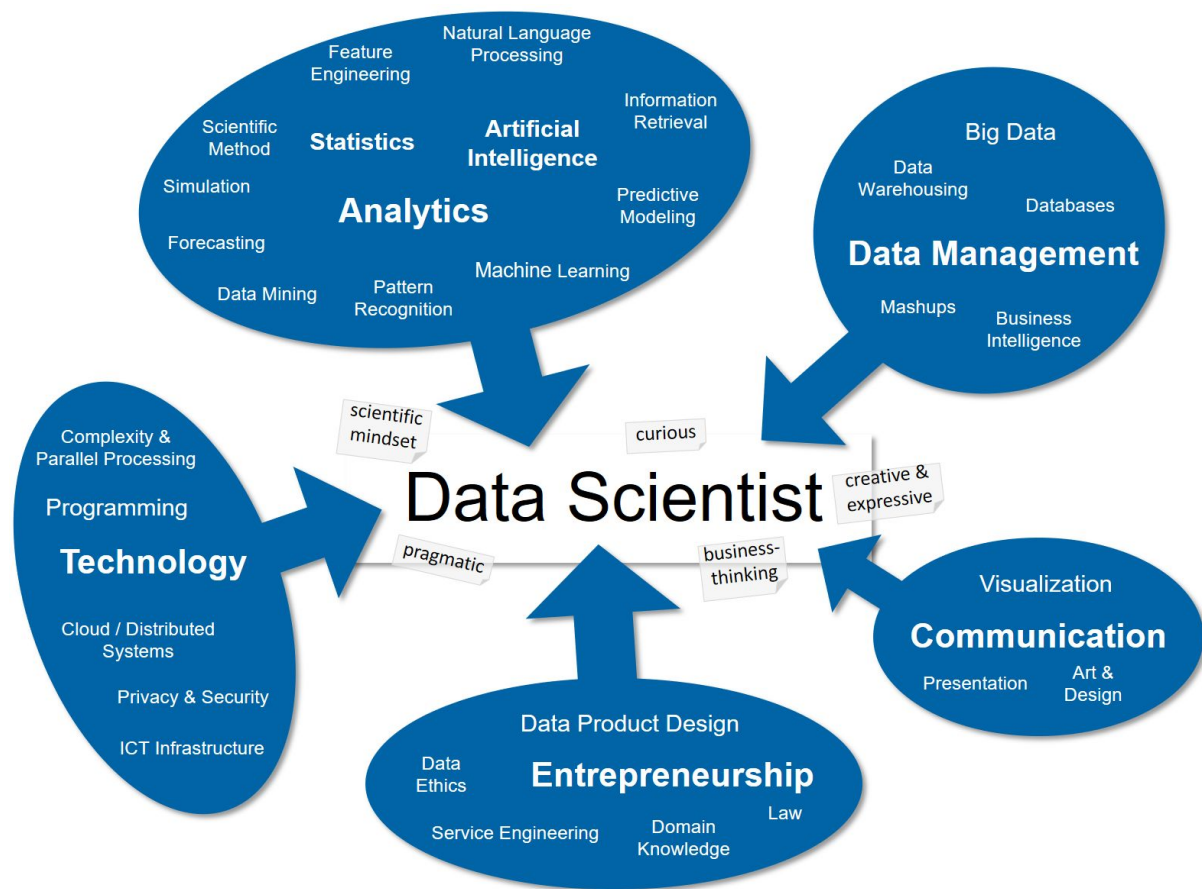 Natural Language
Processing
Feature
Engineering
Information
Retrieval
Scientific
Method
Statistics
Artificial
Intelligence
Simulation
Analytics
Predictive
Modeling
Forecasting
Machine Learning
Data Mining
Pattern
Recognition
Big Data
Data
Warehousing
Databases
Data Management
Mashups
Business
Intelligence
scientific
mindset
curious
creative &
expressive
Data Scientist
pragmatic
business-
thinking
Complexity &
Parallel Processing
Programming
Technology
Cloud / Distributed
Systems
Privacy & Security
ICT Infrastructure
Visualization
Communication
Presentation
Art &
Design
Data Product Design
Data
Ethics
Entrepreneurship
Law
Service Engineering
Domain
Knowledge